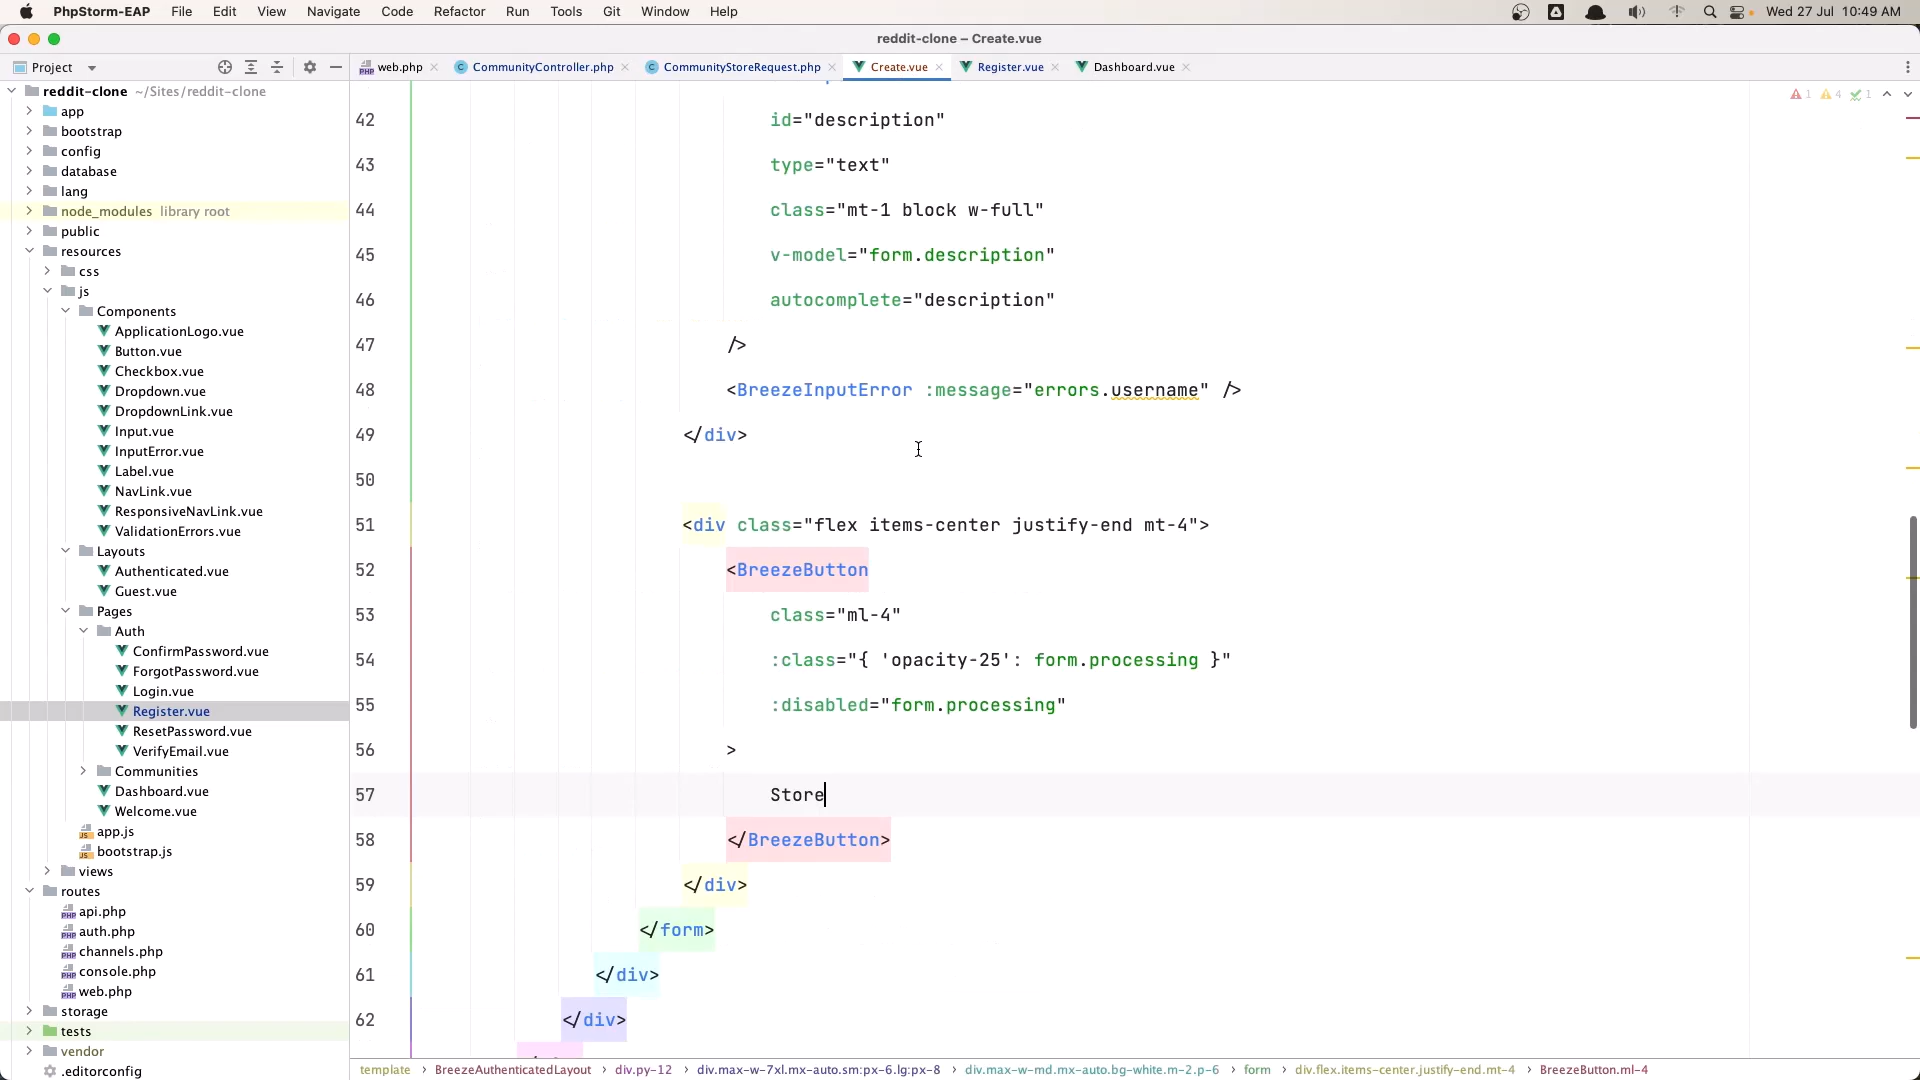 PhpStorm-EAP File Edit View Navigate Code Refactor Run Tools Git Window Help Wed 27 Jul 10:49 AM
reddit-clone – Create.vue
Project web.php CommunityController.php CommunityStoreRequest.php Create.vue Register.vue Dashboard.vue
reddit-clone ~/Sites/reddit-clone
app
bootstrap
config
database
lang
node_modules library root
public
resources
css
js
Components
ApplicationLogo.vue
Button.vue
Checkbox.vue
Dropdown.vue
DropdownLink.vue
Input.vue
InputError.vue
Label.vue
NavLink.vue
ResponsiveNavLink.vue
ValidationErrors.vue
Layouts
Authenticated.vue
Guest.vue
Pages
Auth
ConfirmPassword.vue
ForgotPassword.vue
Login.vue
Register.vue
ResetPassword.vue
VerifyEmail.vue
Communities
Dashboard.vue
Welcome.vue
app.js
bootstrap.js
views
routes
api.php
auth.php
channels.php
console.php
web.php
storage
tests
vendor
.editorconfig
1 4 1
42 id="description"
43 type="text"
44 class="mt-1 block w-full"
45 v-model="form.description"
46 autocomplete="description"
47 />
48 <BreezeInputError :message="errors.username" />
49 </div>
50
51 <div class="flex items-center justify-end mt-4">
52 <BreezeButton
53 class="ml-4"
54 :class="{ 'opacity-25': form.processing }"
55 :disabled="form.processing"
56 >
57 Store
58 </BreezeButton>
59 </div>
60 </form>
61 </div>
62 </div>
template › BreezeAuthenticatedLayout › div.py-12 › div.max-w-7xl.mx-auto.sm:px-6.lg:px-8 › div.max-w-md.mx-auto.bg-white.m-2.p-6 › form › div.flex.items-center.justify-end.mt-4 › BreezeButton.ml-4